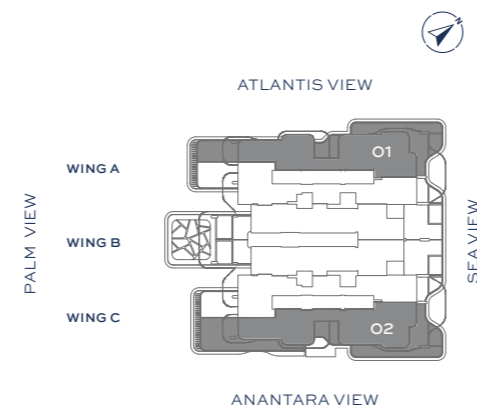 N
ATLANTIS VIEW
01
WING A
PALM VIEW
WING B
SEA VIEW
WING C
02
ANANTARA VIEW